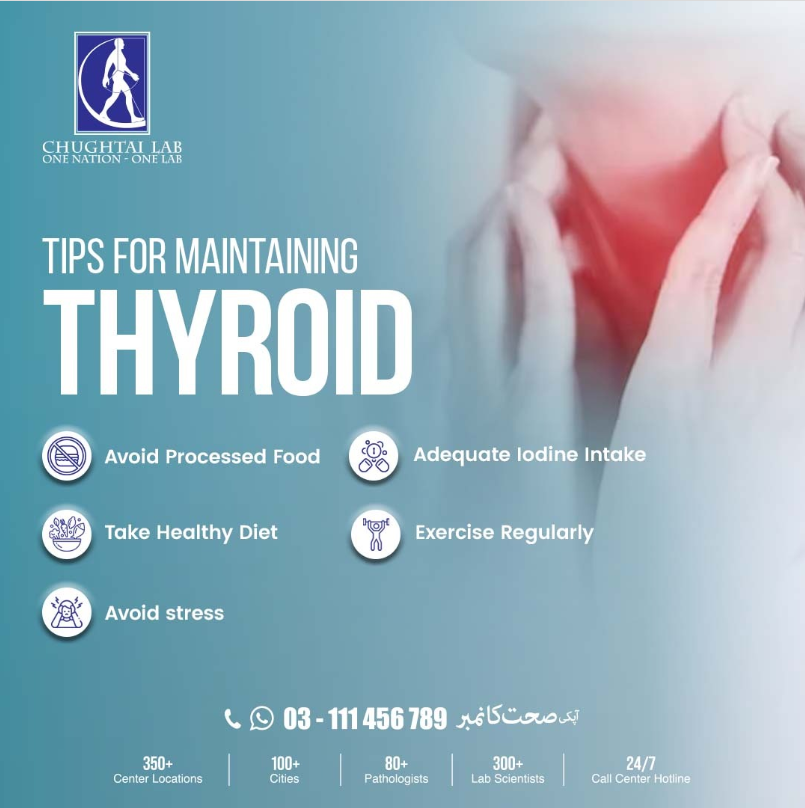 CHUGHTAI LAB
ONE NATION - ONE LAB
TIPS FOR MAINTAINING
THYROID
Avoid Processed Food
Adequate Iodine Intake
Take Healthy Diet
Exercise Regularly
Avoid stress
03 - 111 456 789 آپکی صحت کا نمبر
350+
Center Locations
100+
Cities
80+
Pathologists
300+
Lab Scientists
24/7
Call Center Hotline